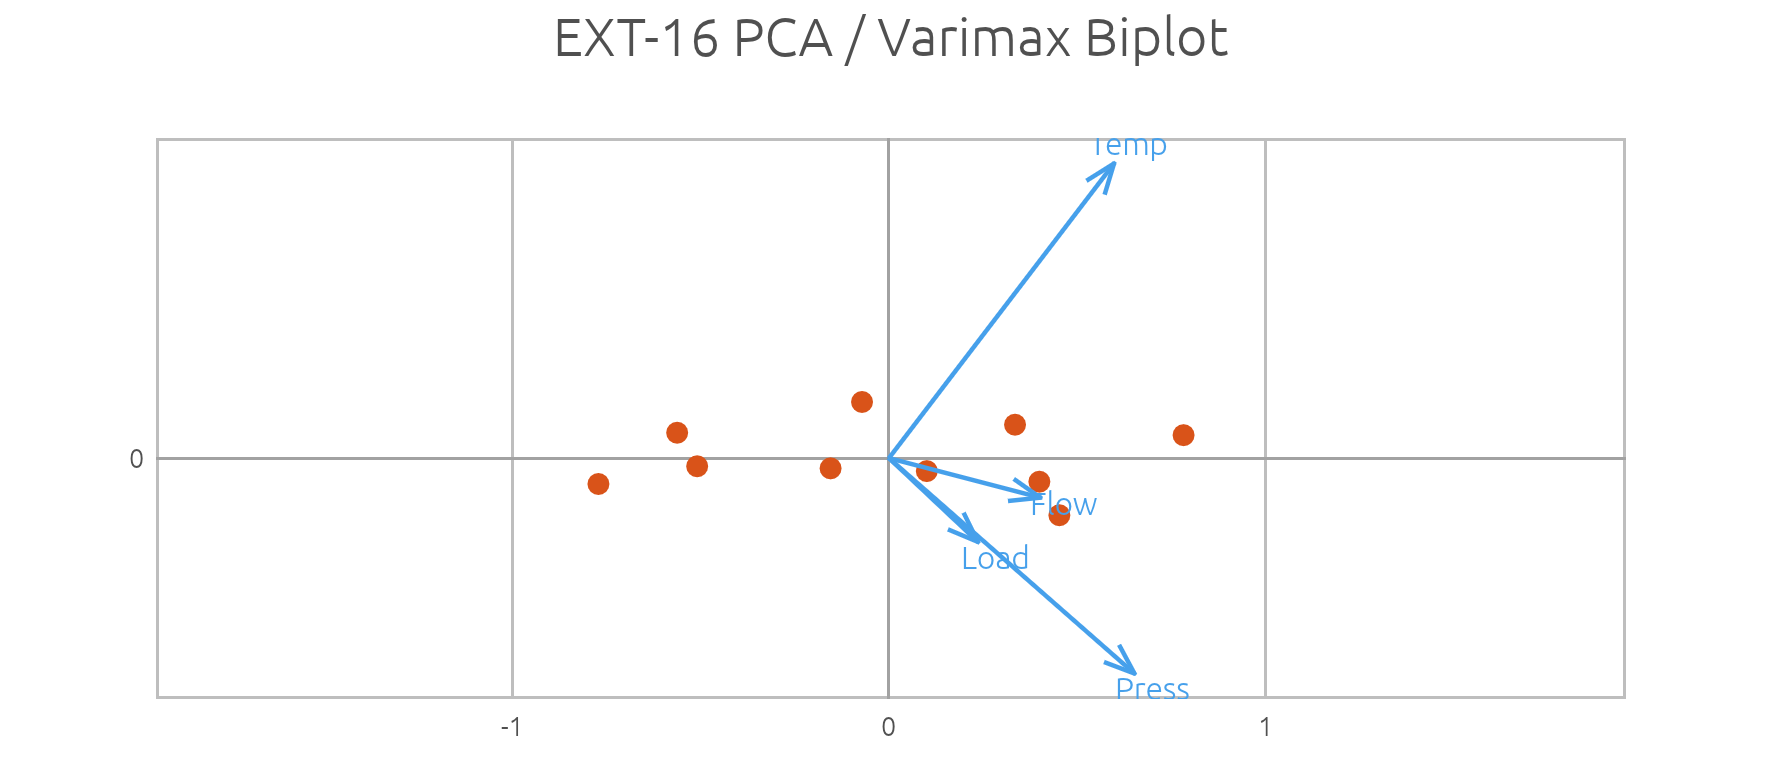 EXT-16 PCA / Varimax Biplot
Temp
0
Flow
Load
Press
-1
0
1